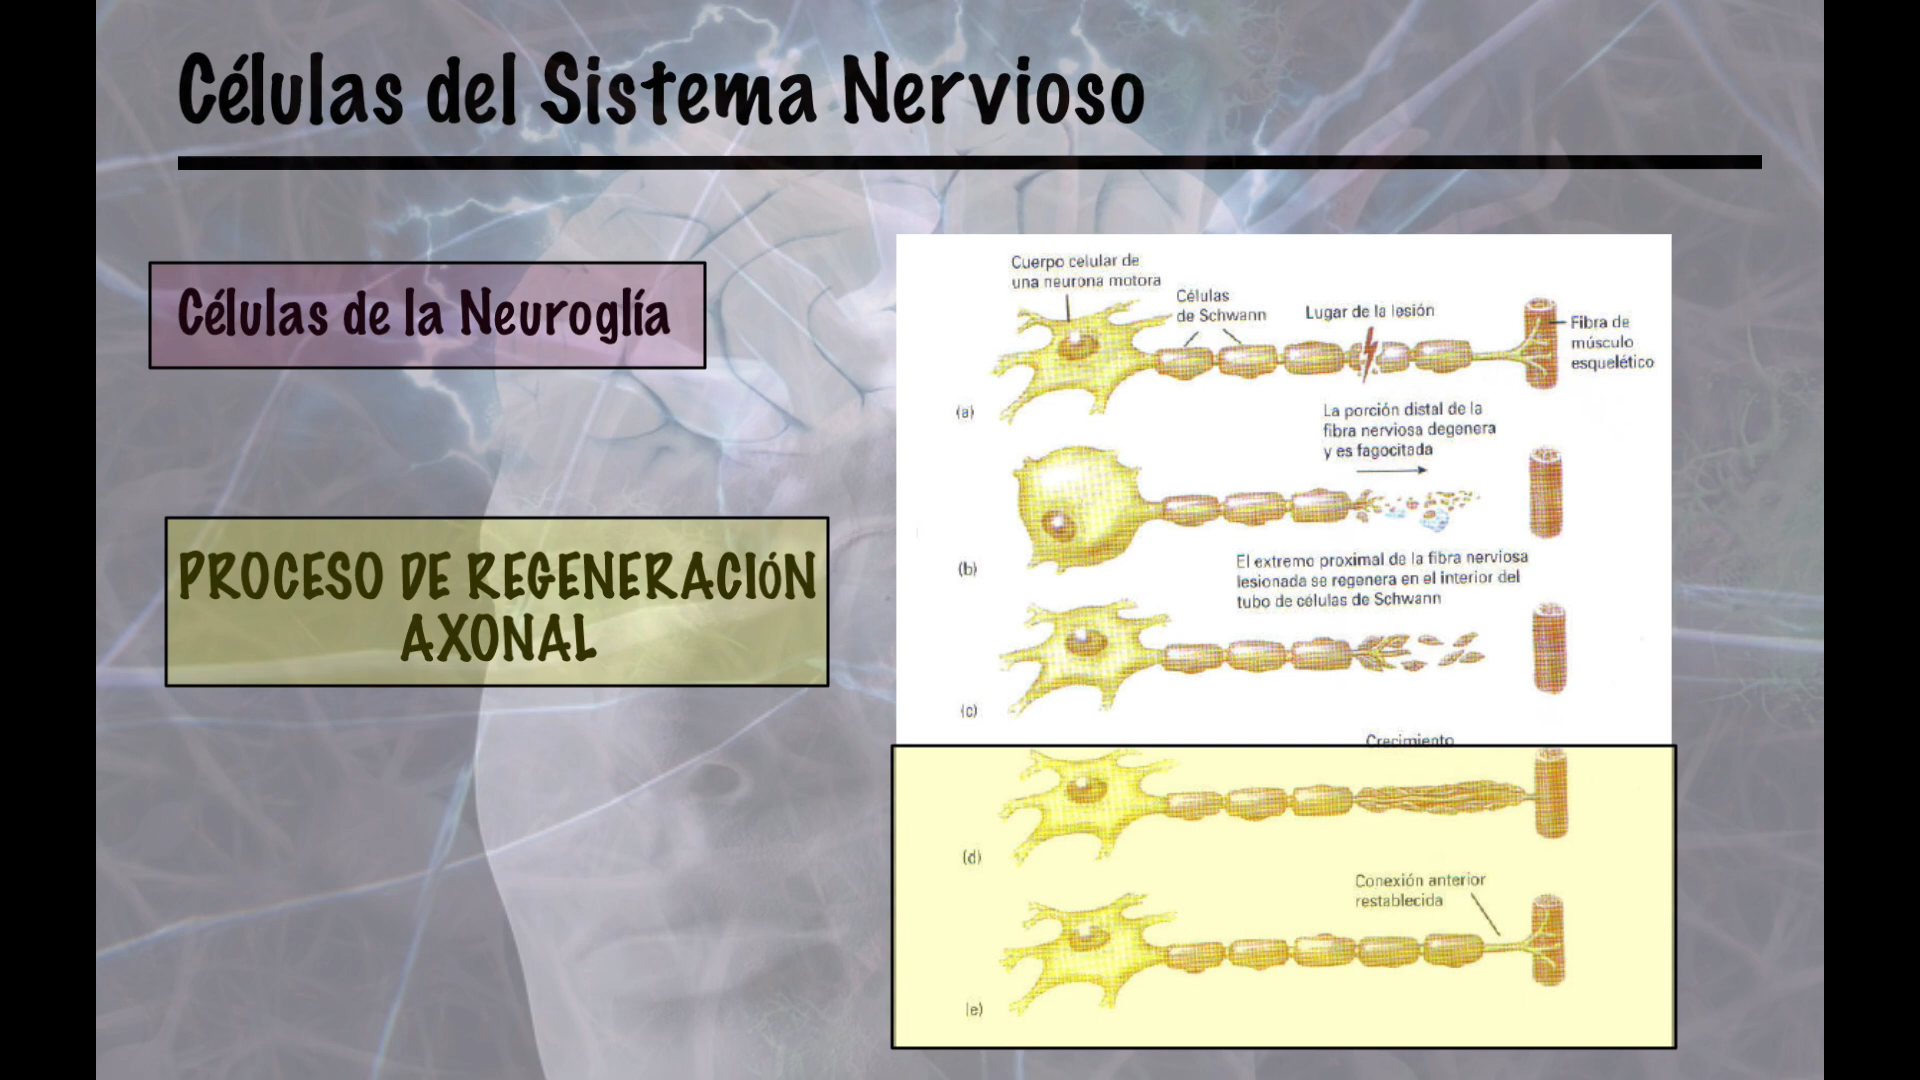 Células del Sistema Nervioso
Células de la Neuroglía
PROCESO DE REGENERACIÓN
AXONAL
Cuerpo celular de
una neurona motora
Células
de Schwann
Lugar de la lesión
Fibra de
músculo
esquelético
(a)
La porción distal de la
fibra nerviosa degenera
y es fagocitada
(b)
El extremo proximal de la fibra nerviosa
lesionada se regenera en el interior del
tubo de células de Schwann
(c)
Crecimiento
(d)
Conexión anterior
restablecida
(e)